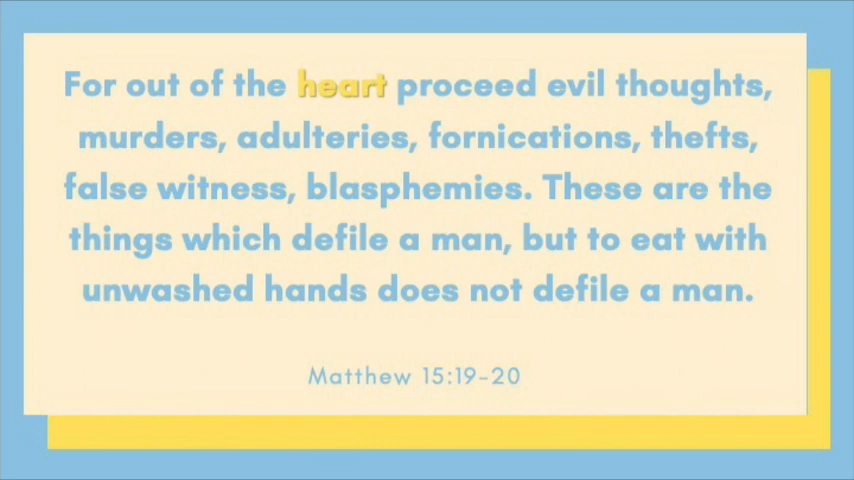 For out of the heart proceed evil thoughts,
murders, adulteries, fornications, thefts,
false witness, blasphemies. These are the
things which defile a man, but to eat with
unwashed hands does not defile a man.
Matthew 15:19-20